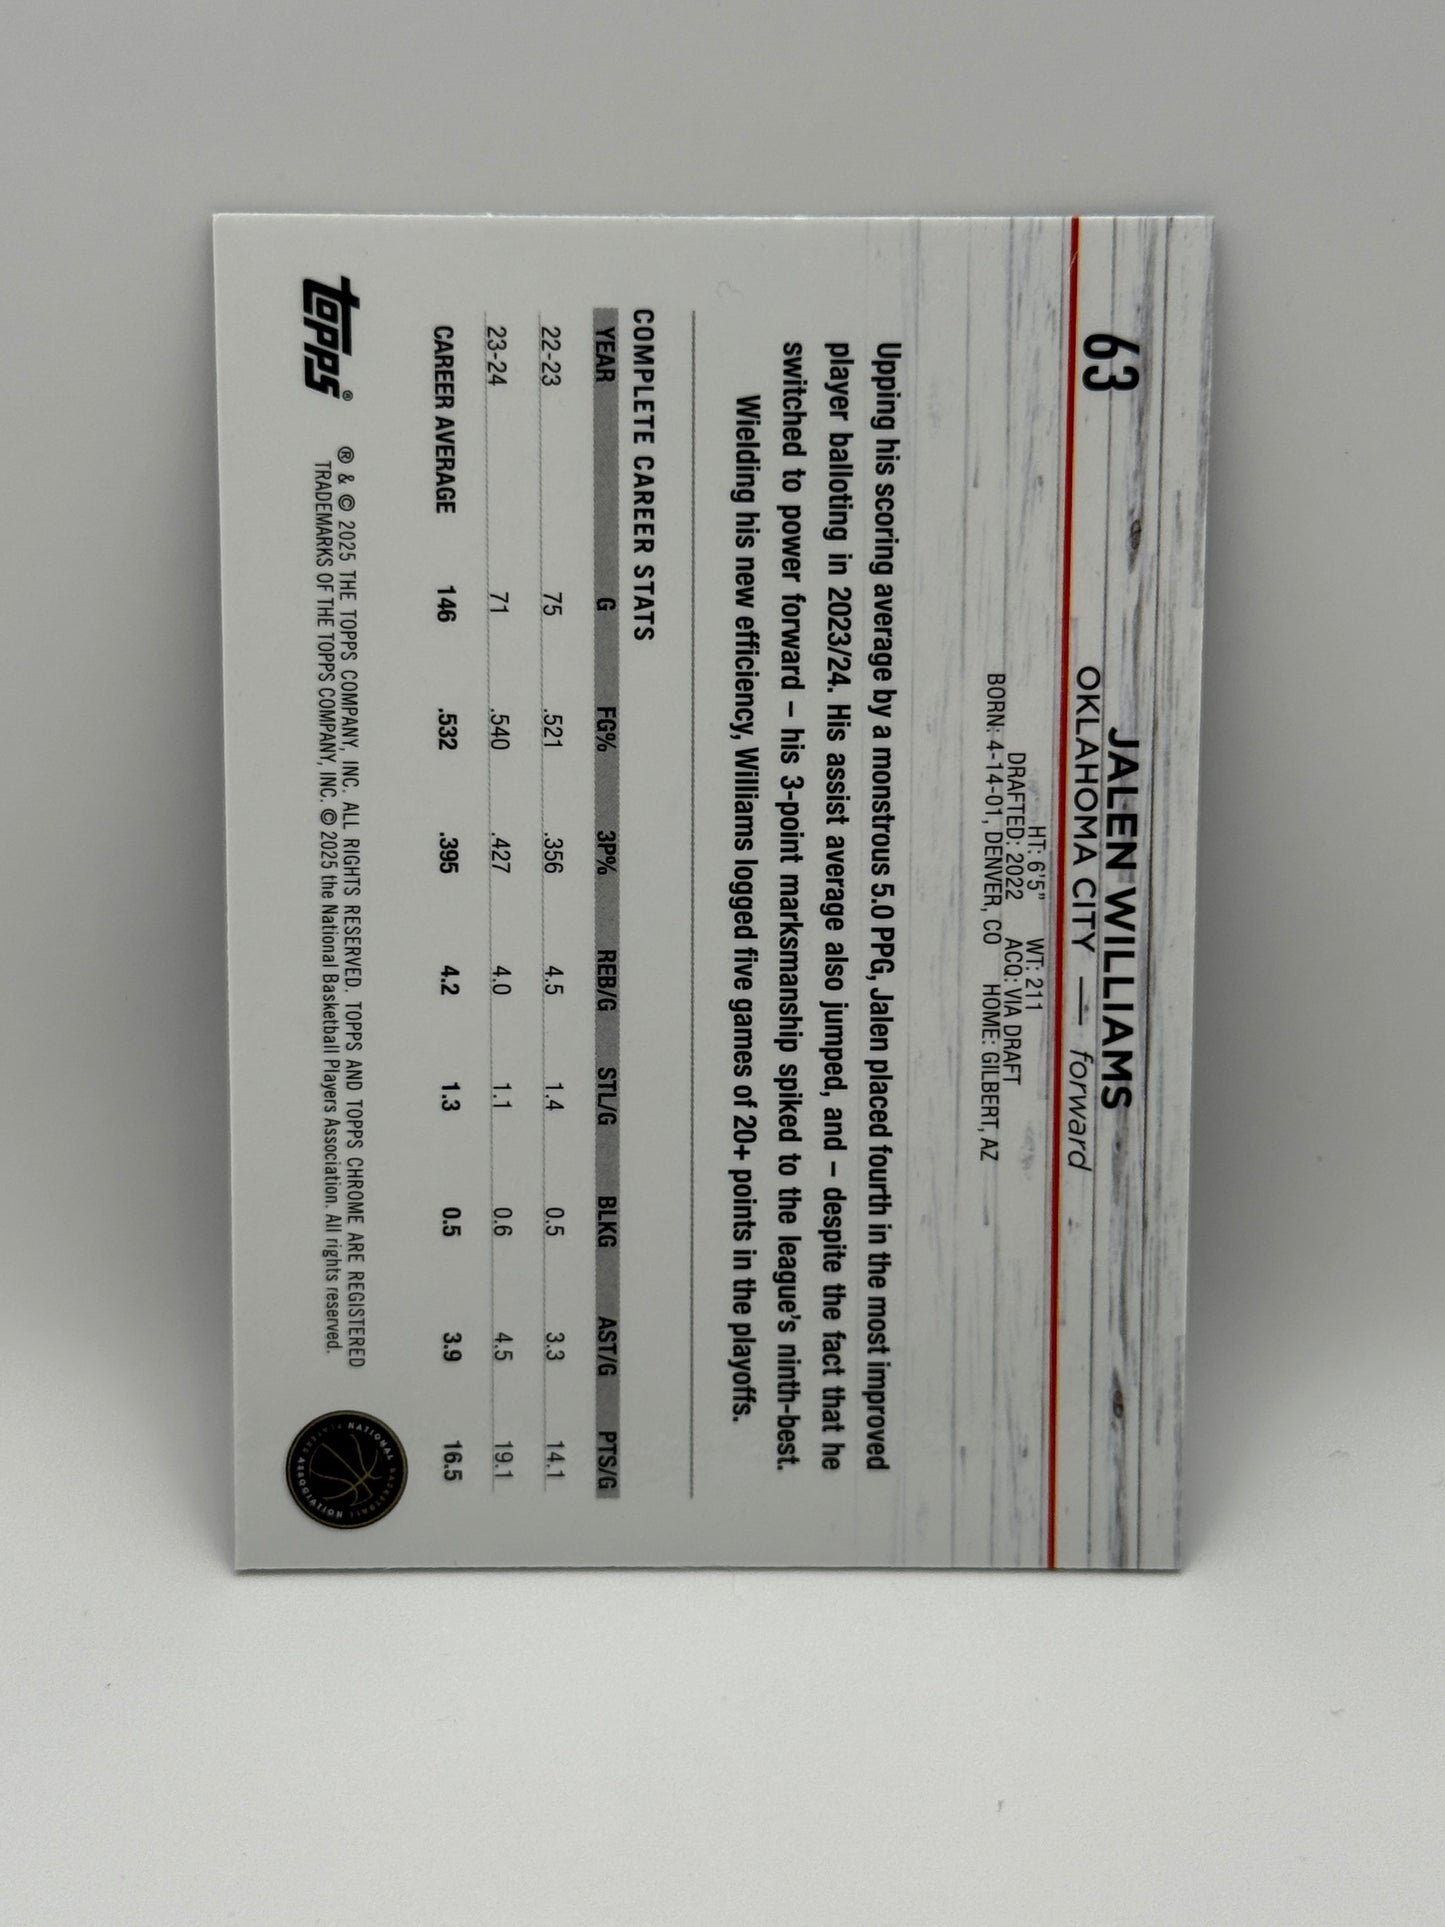 63
JALEN WILLIAMS
OKLAHOMA CITY — forward
HT: 6'5" WT: 211
DRAFTED: 2022 ACQ: VIA DRAFT
BORN: 4-14-01, DENVER, CO HOME: GILBERT, AZ
Upping his scoring average by a monstrous 5.0 PPG, Jalen placed fourth in the most improved
player balloting in 2023/24. His assist average also jumped, and – despite the fact that he
switched to power forward – his 3-point marksmanship spiked to the league's ninth-best.
Wielding his new efficiency, Williams logged five games of 20+ points in the playoffs.
COMPLETE CAREER STATS
YEAR G FG% 3P% REB/G STL/G BLKG AST/G PTS/G
22-23 75 .521 .356 4.5 1.4 0.5 3.3 14.1
23-24 71 .540 .427 4.0 1.1 0.6 4.5 19.1
CAREER AVERAGE 146 .532 .395 4.2 1.3 0.5 3.9 16.5
topps®
® & © 2025 THE TOPPS COMPANY, INC. ALL RIGHTS RESERVED. TOPPS AND TOPPS CHROME ARE REGISTERED
TRADEMARKS OF THE TOPPS COMPANY, INC. © 2025 the National Basketball Players Association. All rights reserved.
NATIONAL BASKETBALL PLAYERS ASSOCIATION